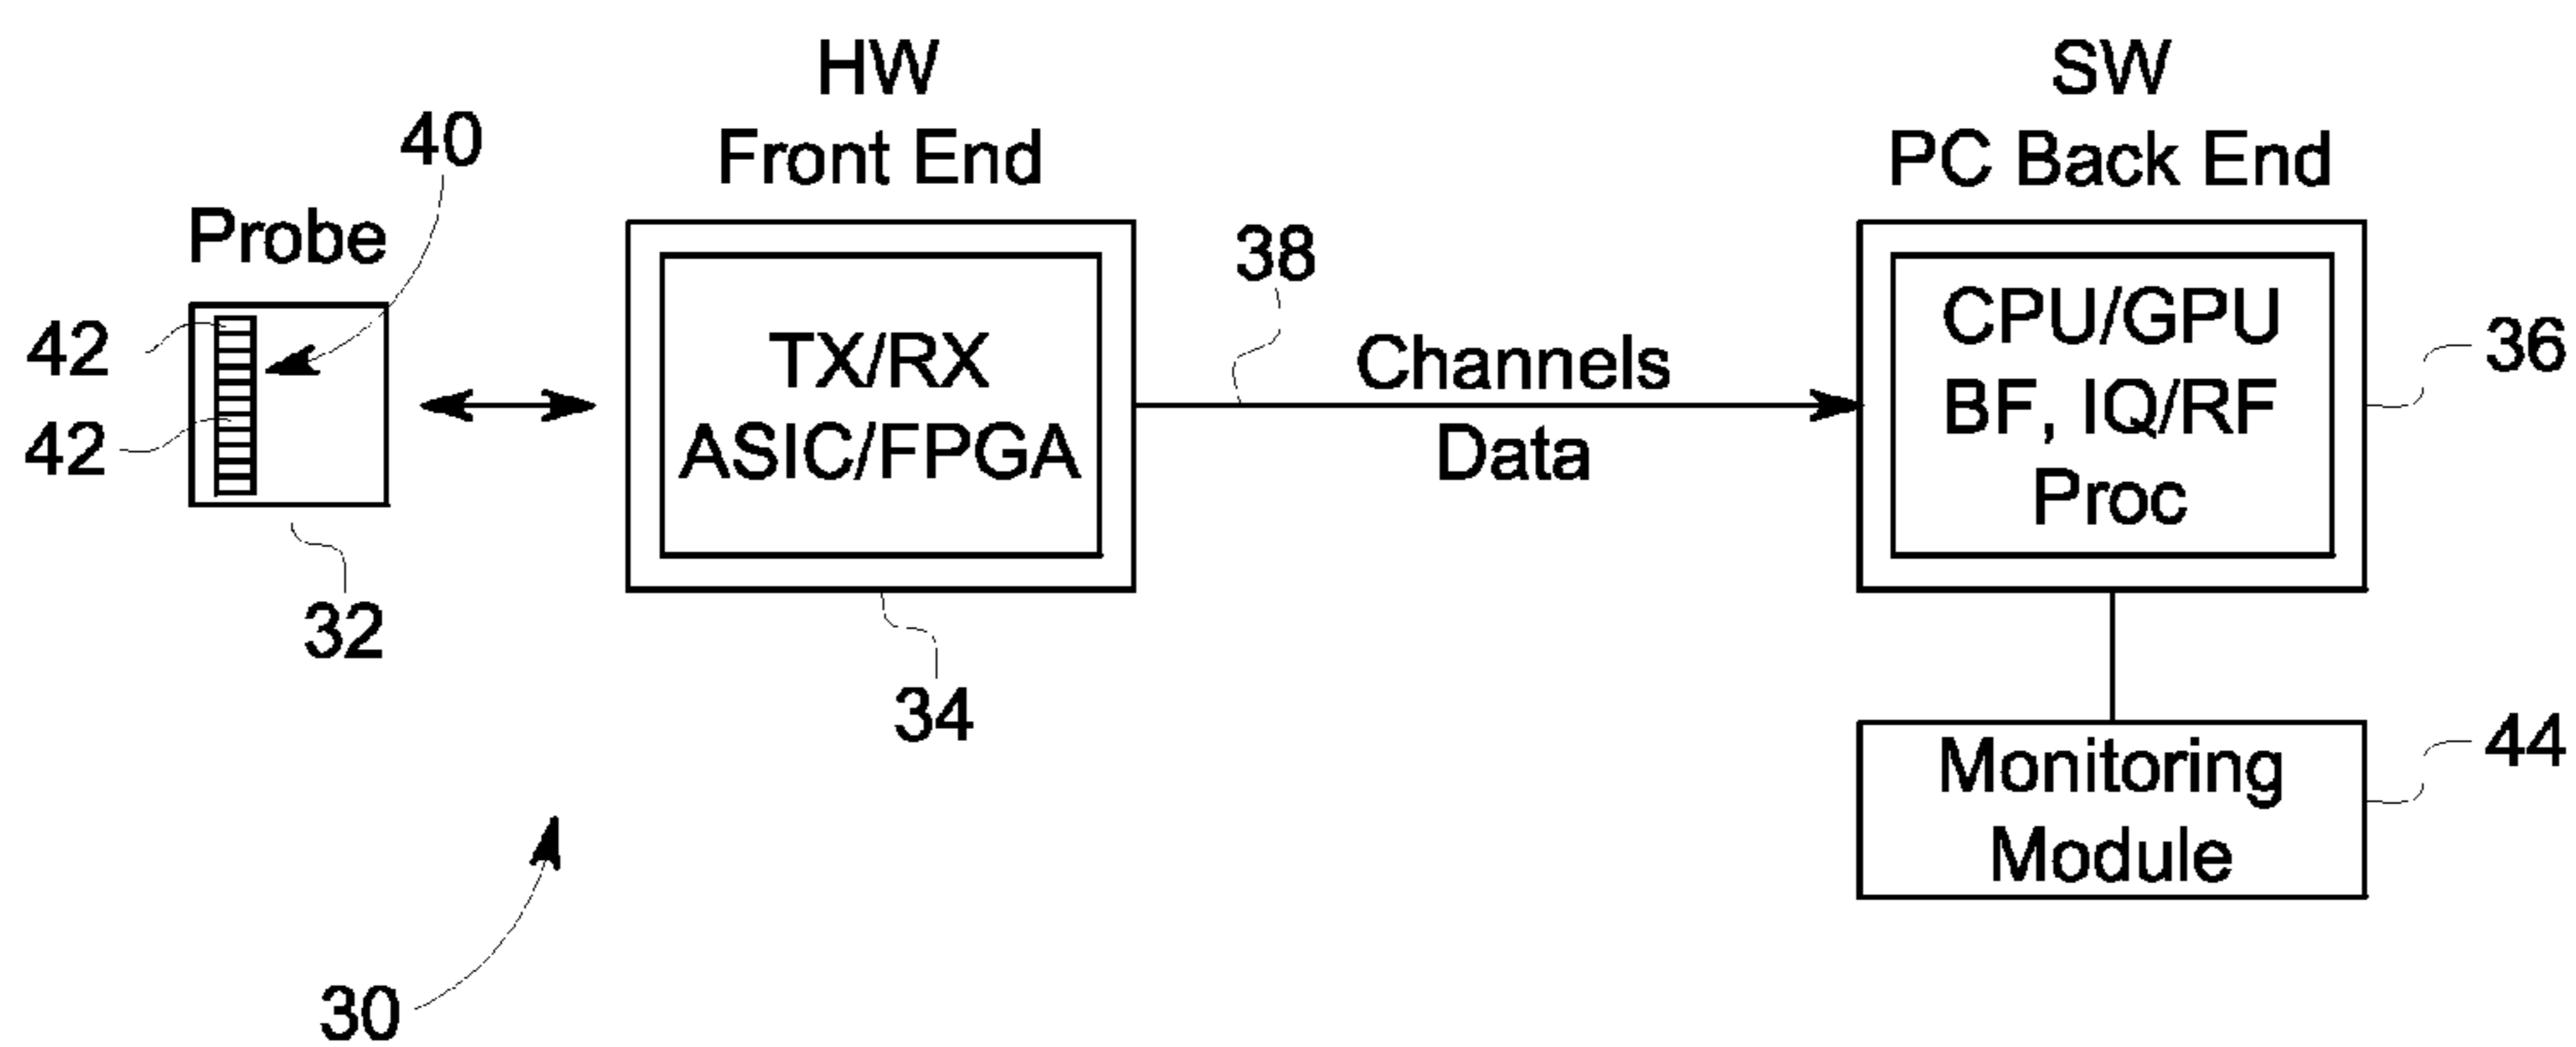 HW
Front End
SW
PC Back End
40
Probe
42
42
32
TX/RX
ASIC/FPGA
34
38
Channels
Data
CPU/GPU
BF, IQ/RF
Proc
36
Monitoring
Module
44
30